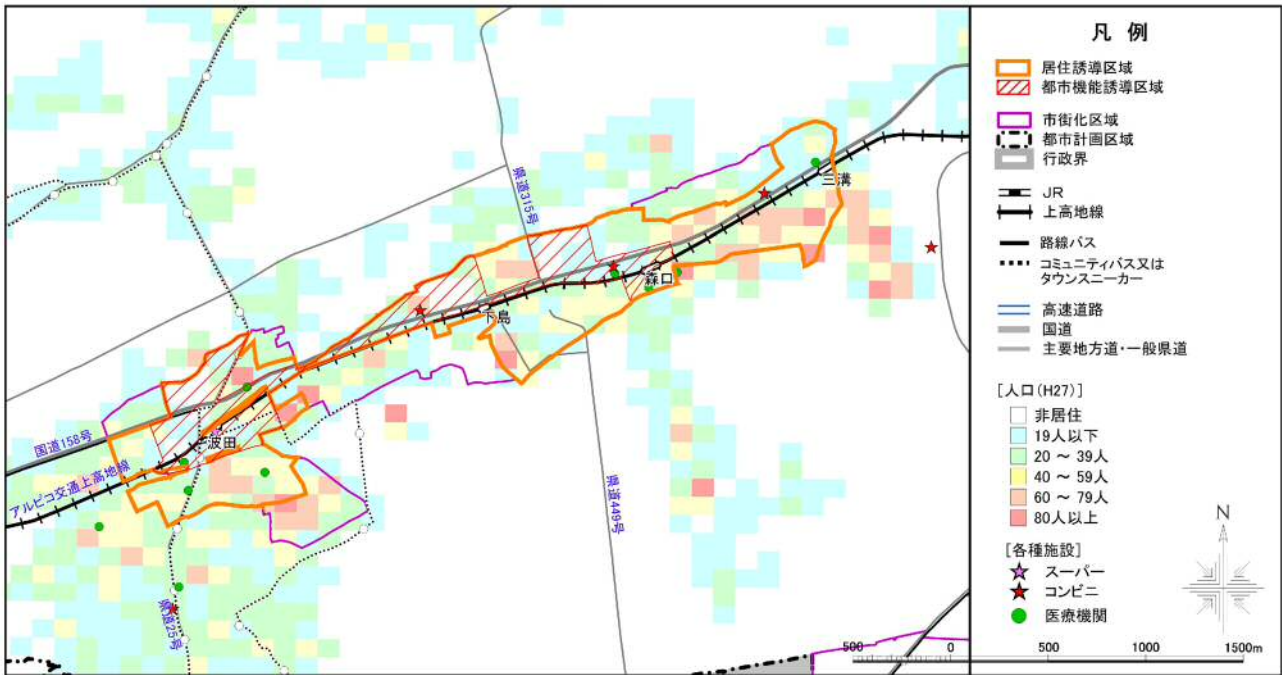 県道315号
三溝
森口
下島
波田
国道158号
アルピコ交通上高地線
県道25号
県道449号
500
0
500
1000
1500m
凡 例
居住誘導区域
都市機能誘導区域
市街化区域
都市計画区域
行政界
JR
上高地線
路線バス
コミュニティバス又は
タウンスニーカー
高速道路
国道
主要地方道・一般県道
[人口(H27)]
非居住
19人以下
20 ～ 39人
40 ～ 59人
60 ～ 79人
80人以上
[各種施設]
スーパー
コンビニ
医療機関
N